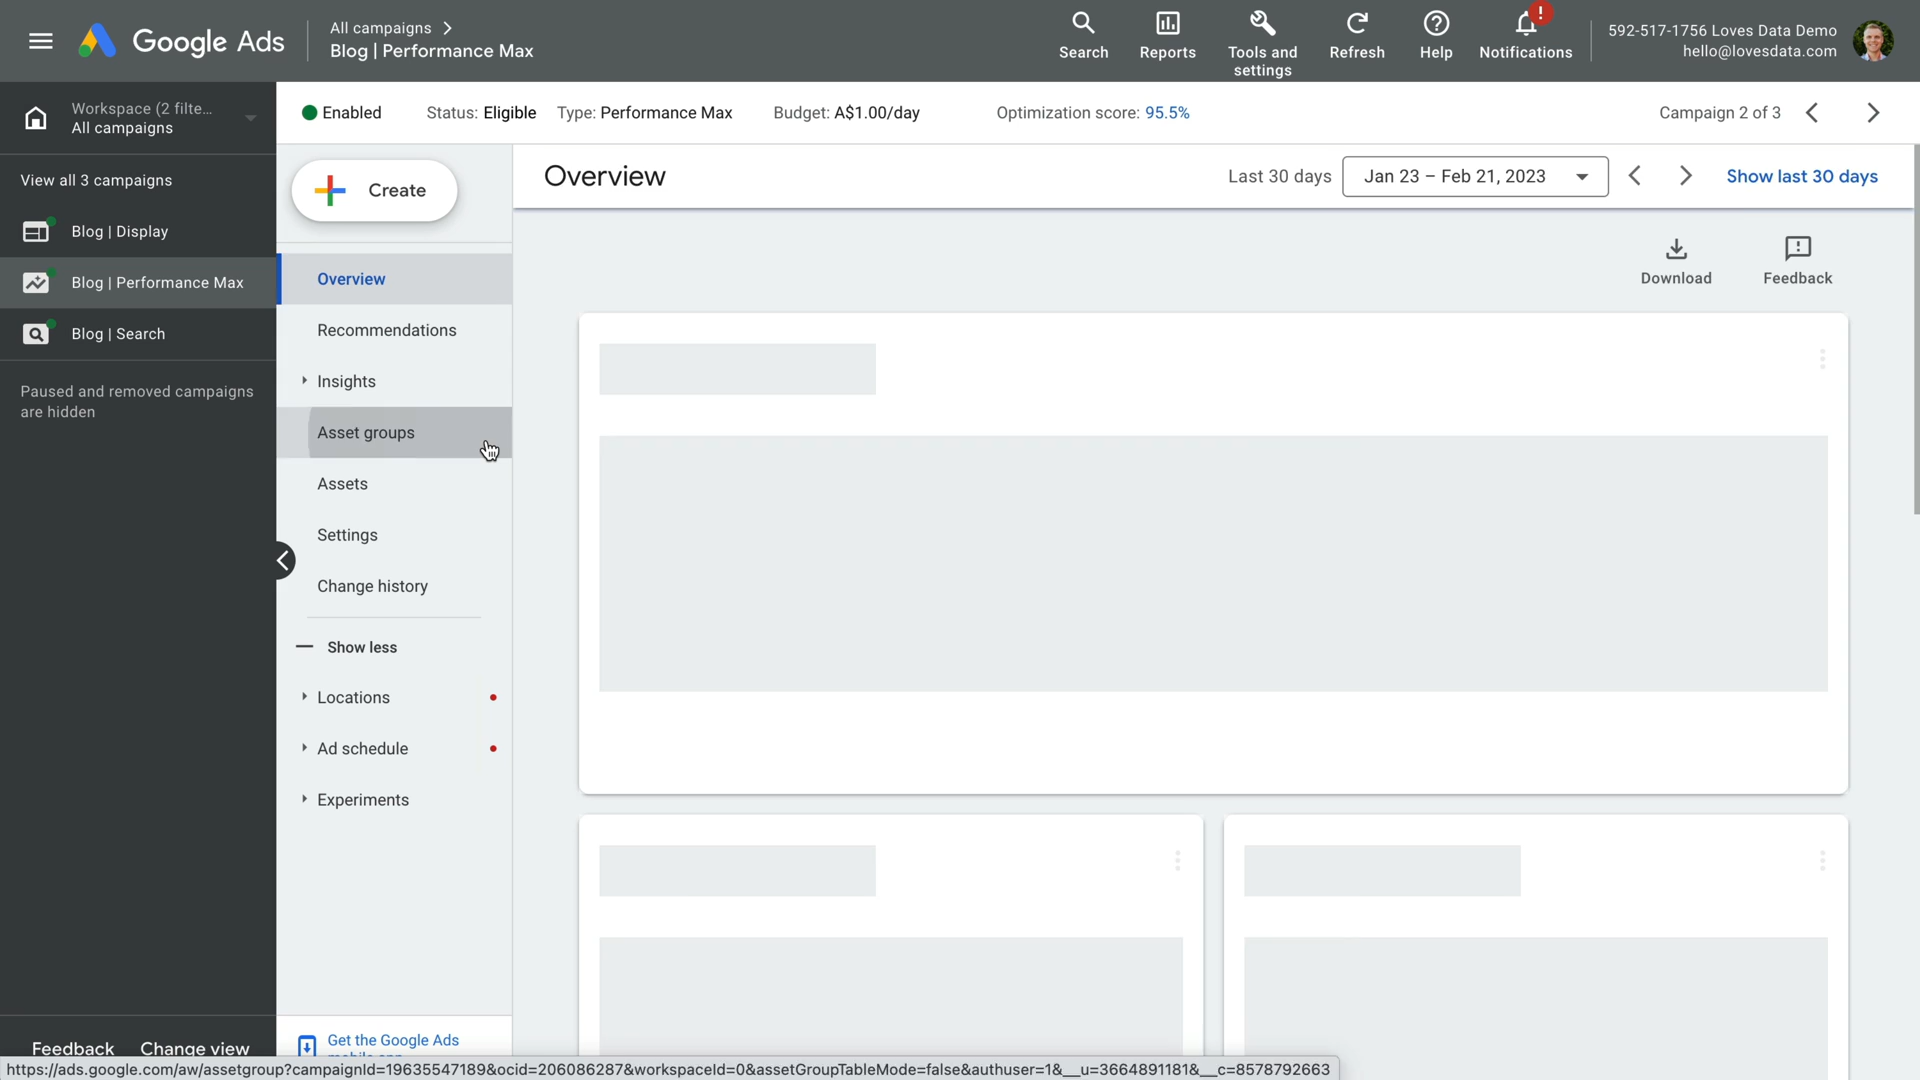 Google Ads
All campaigns
Blog | Performance Max
Search
Reports
Tools and
settings
Refresh
Help
!
Notifications
592-517-1756 Loves Data Demo
hello@lovesdata.com
Workspace (2 filte...
All campaigns
View all 3 campaigns
Blog | Display
Blog | Performance Max
Blog | Search
Paused and removed campaigns
are hidden
Feedback
Change view
Enabled
Status: Eligible
Type: Performance Max
Budget: A$1.00/day
Optimization score: 95.5%
Campaign 2 of 3
Create
Overview
Recommendations
Insights
Asset groups
Assets
Settings
Change history
Show less
Locations
Ad schedule
Experiments
Get the Google Ads
Overview
Last 30 days
Jan 23 – Feb 21, 2023
Show last 30 days
Download
Feedback
https://ads.google.com/aw/assetgroup?campaignId=19635547189&ocid=206086287&workspaceId=0&assetGroupTableMode=false&authuser=1&__u=3664891181&__c=8578792663